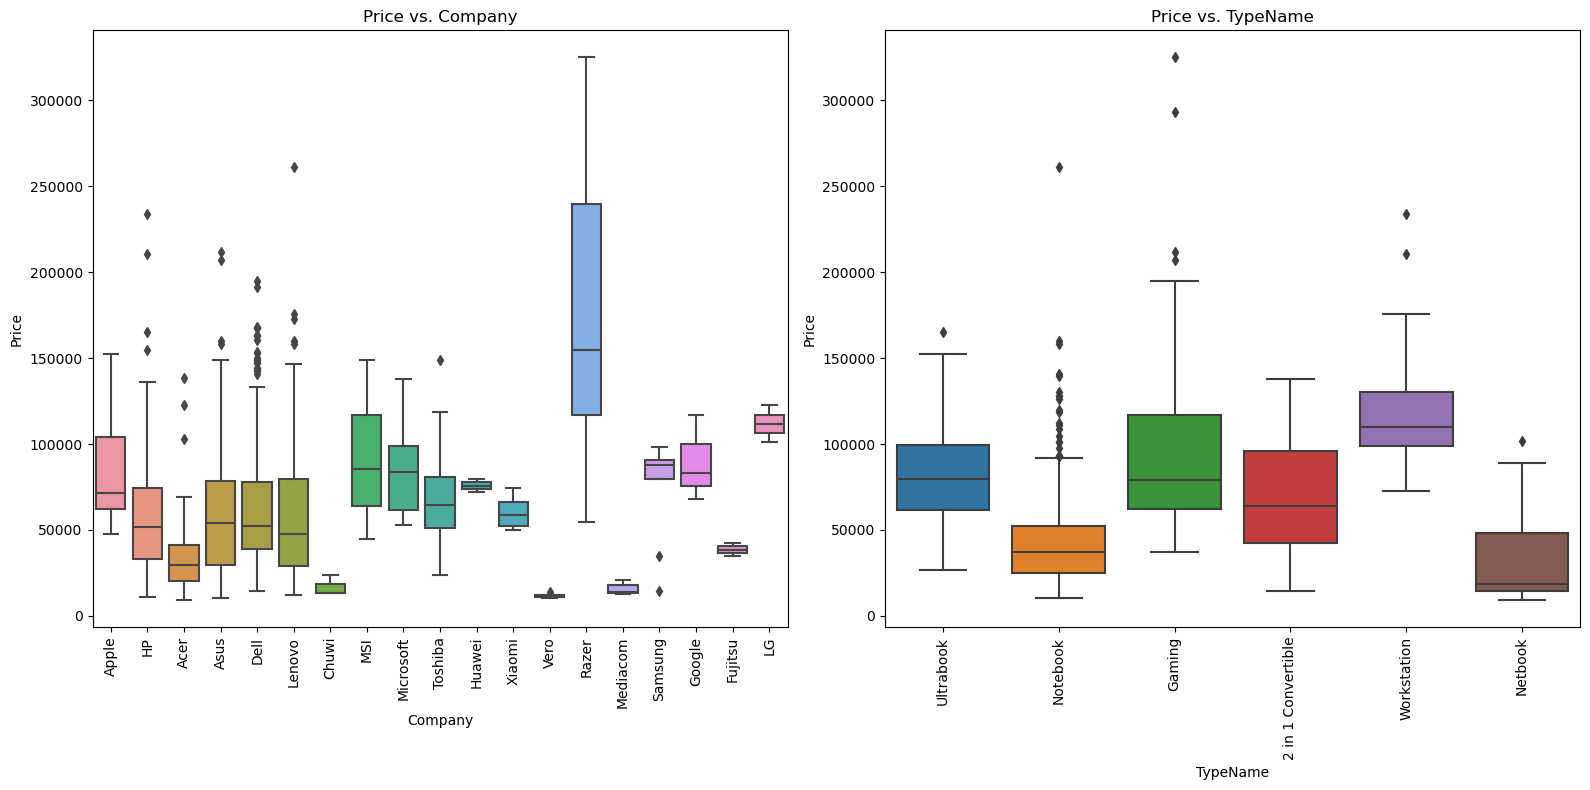 Price vs. Company
Price
300000
250000
200000
150000
100000
50000
0
Apple
HP
Acer
Asus
Dell
Lenovo
Chuwi
MSI
Microsoft
Toshiba
Huawei
Xiaomi
Vero
Razer
Mediacom
Samsung
Google
Fujitsu
LG
Company
Price vs. TypeName
Price
300000
250000
200000
150000
100000
50000
0
Ultrabook
Notebook
Gaming
2 in 1 Convertible
Workstation
Netbook
TypeName